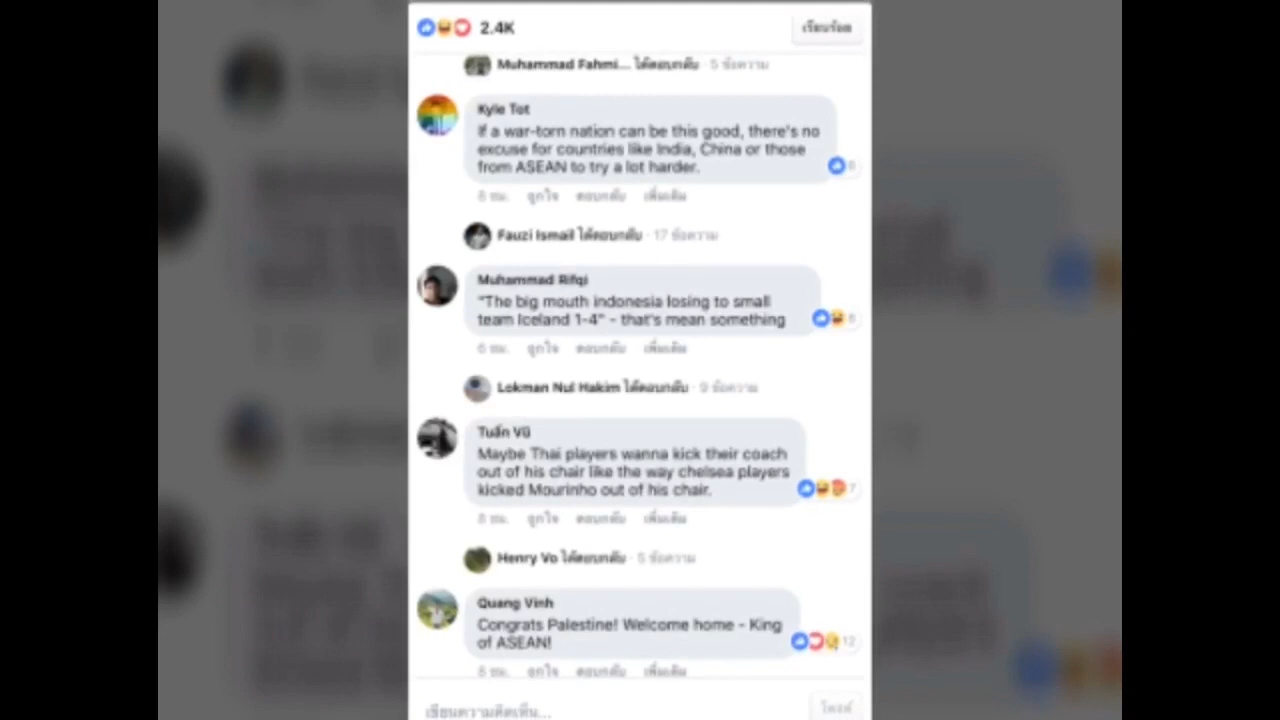 2.4K
เรียบร้อย
Muhammad Fahmi... ได้ตอบกลับ · 5 ข้อความ
Kyle Tot
If a war-torn nation can be this good, there's no
excuse for countries like India, China or those
from ASEAN to try a lot harder.
8 ชม. ถูกใจ ตอบกลับ เพิ่มเติม
Fauzi Ismail ได้ตอบกลับ · 17 ข้อความ
Muhammad Rifqi
"The big mouth indonesia losing to small
team Iceland 1-4" - that's mean something
6
6 ชม. ถูกใจ ตอบกลับ เพิ่มเติม
Lokman Nul Hakim ได้ตอบกลับ · 9 ข้อความ
Tuấn Vũ
Maybe Thai players wanna kick their coach
out of his chair like the way chelsea players
kicked Mourinho out of his chair.
7
8 ชม. ถูกใจ ตอบกลับ เพิ่มเติม
Henry Vo ได้ตอบกลับ · 5 ข้อความ
Quang Vinh
Congrats Palestine! Welcome home - King
of ASEAN!
12
8 ชม. ถูกใจ ตอบกลับ เพิ่มเติม
เขียนความคิดเห็น...
โพสต์